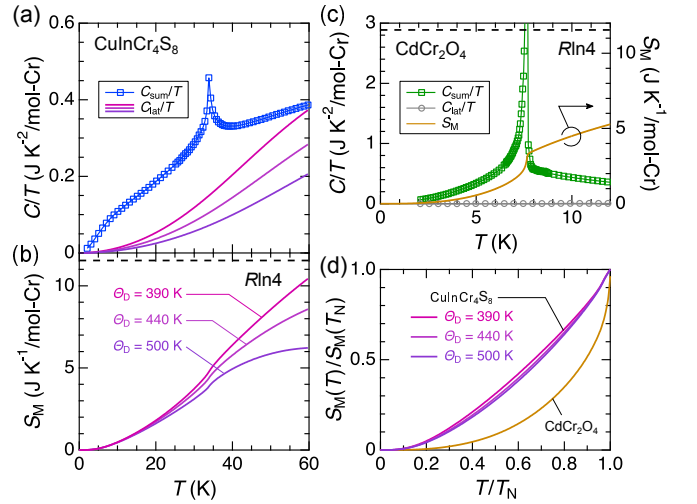 (a)
0.6
CuInCr4S8
Csum/T
Clat/T
0.4
0.2
0
C/T (J K-2/mol-Cr)
(b)
Rln4
10
5
0
ΘD = 390 K
ΘD = 440 K
ΘD = 500 K
SM (J K-1/mol-Cr)
0
20
40
60
T (K)
(c)
3
2
1
0
CdCr2O4
Rln4
Csum/T
Clat/T
SM
C/T (J K-2/mol-Cr)
10
5
0
SM (J K-1/mol-Cr)
0
5
10
T (K)
(d)
1.0
0.5
0
CuInCr4S8
ΘD = 390 K
ΘD = 440 K
ΘD = 500 K
CdCr2O4
SM(T)/SM(TN)
0
0.2
0.4
0.6
0.8
1.0
T/TN